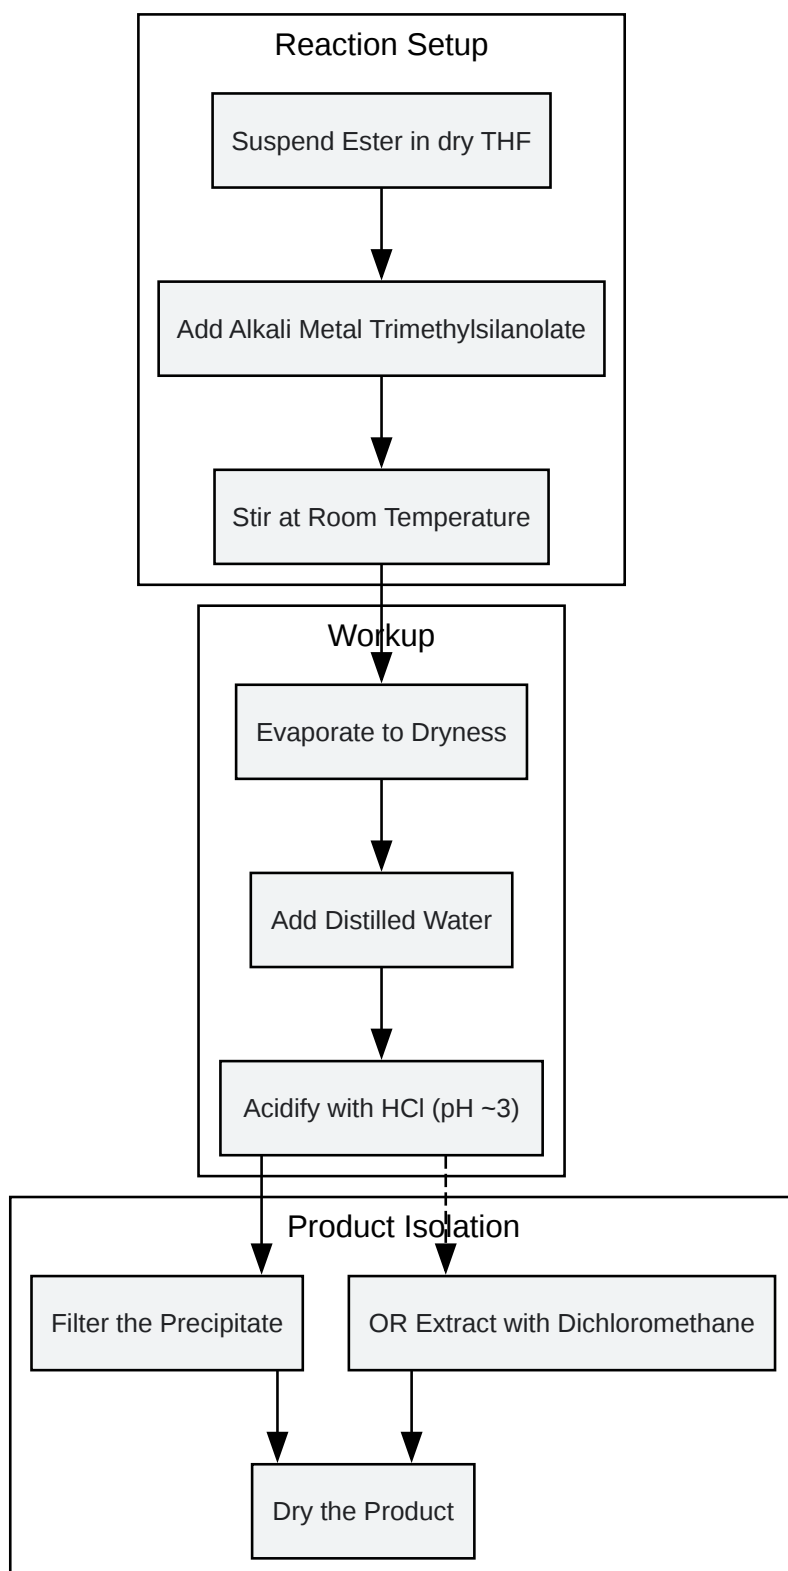 Reaction Setup
Suspend Ester in dry THF
Add Alkali Metal Trimethylsilanolate
Stir at Room Temperature
Workup
Evaporate to Dryness
Add Distilled Water
Acidify with HCl (pH ~3)
Product Isolation
Filter the Precipitate
OR Extract with Dichloromethane
Dry the Product